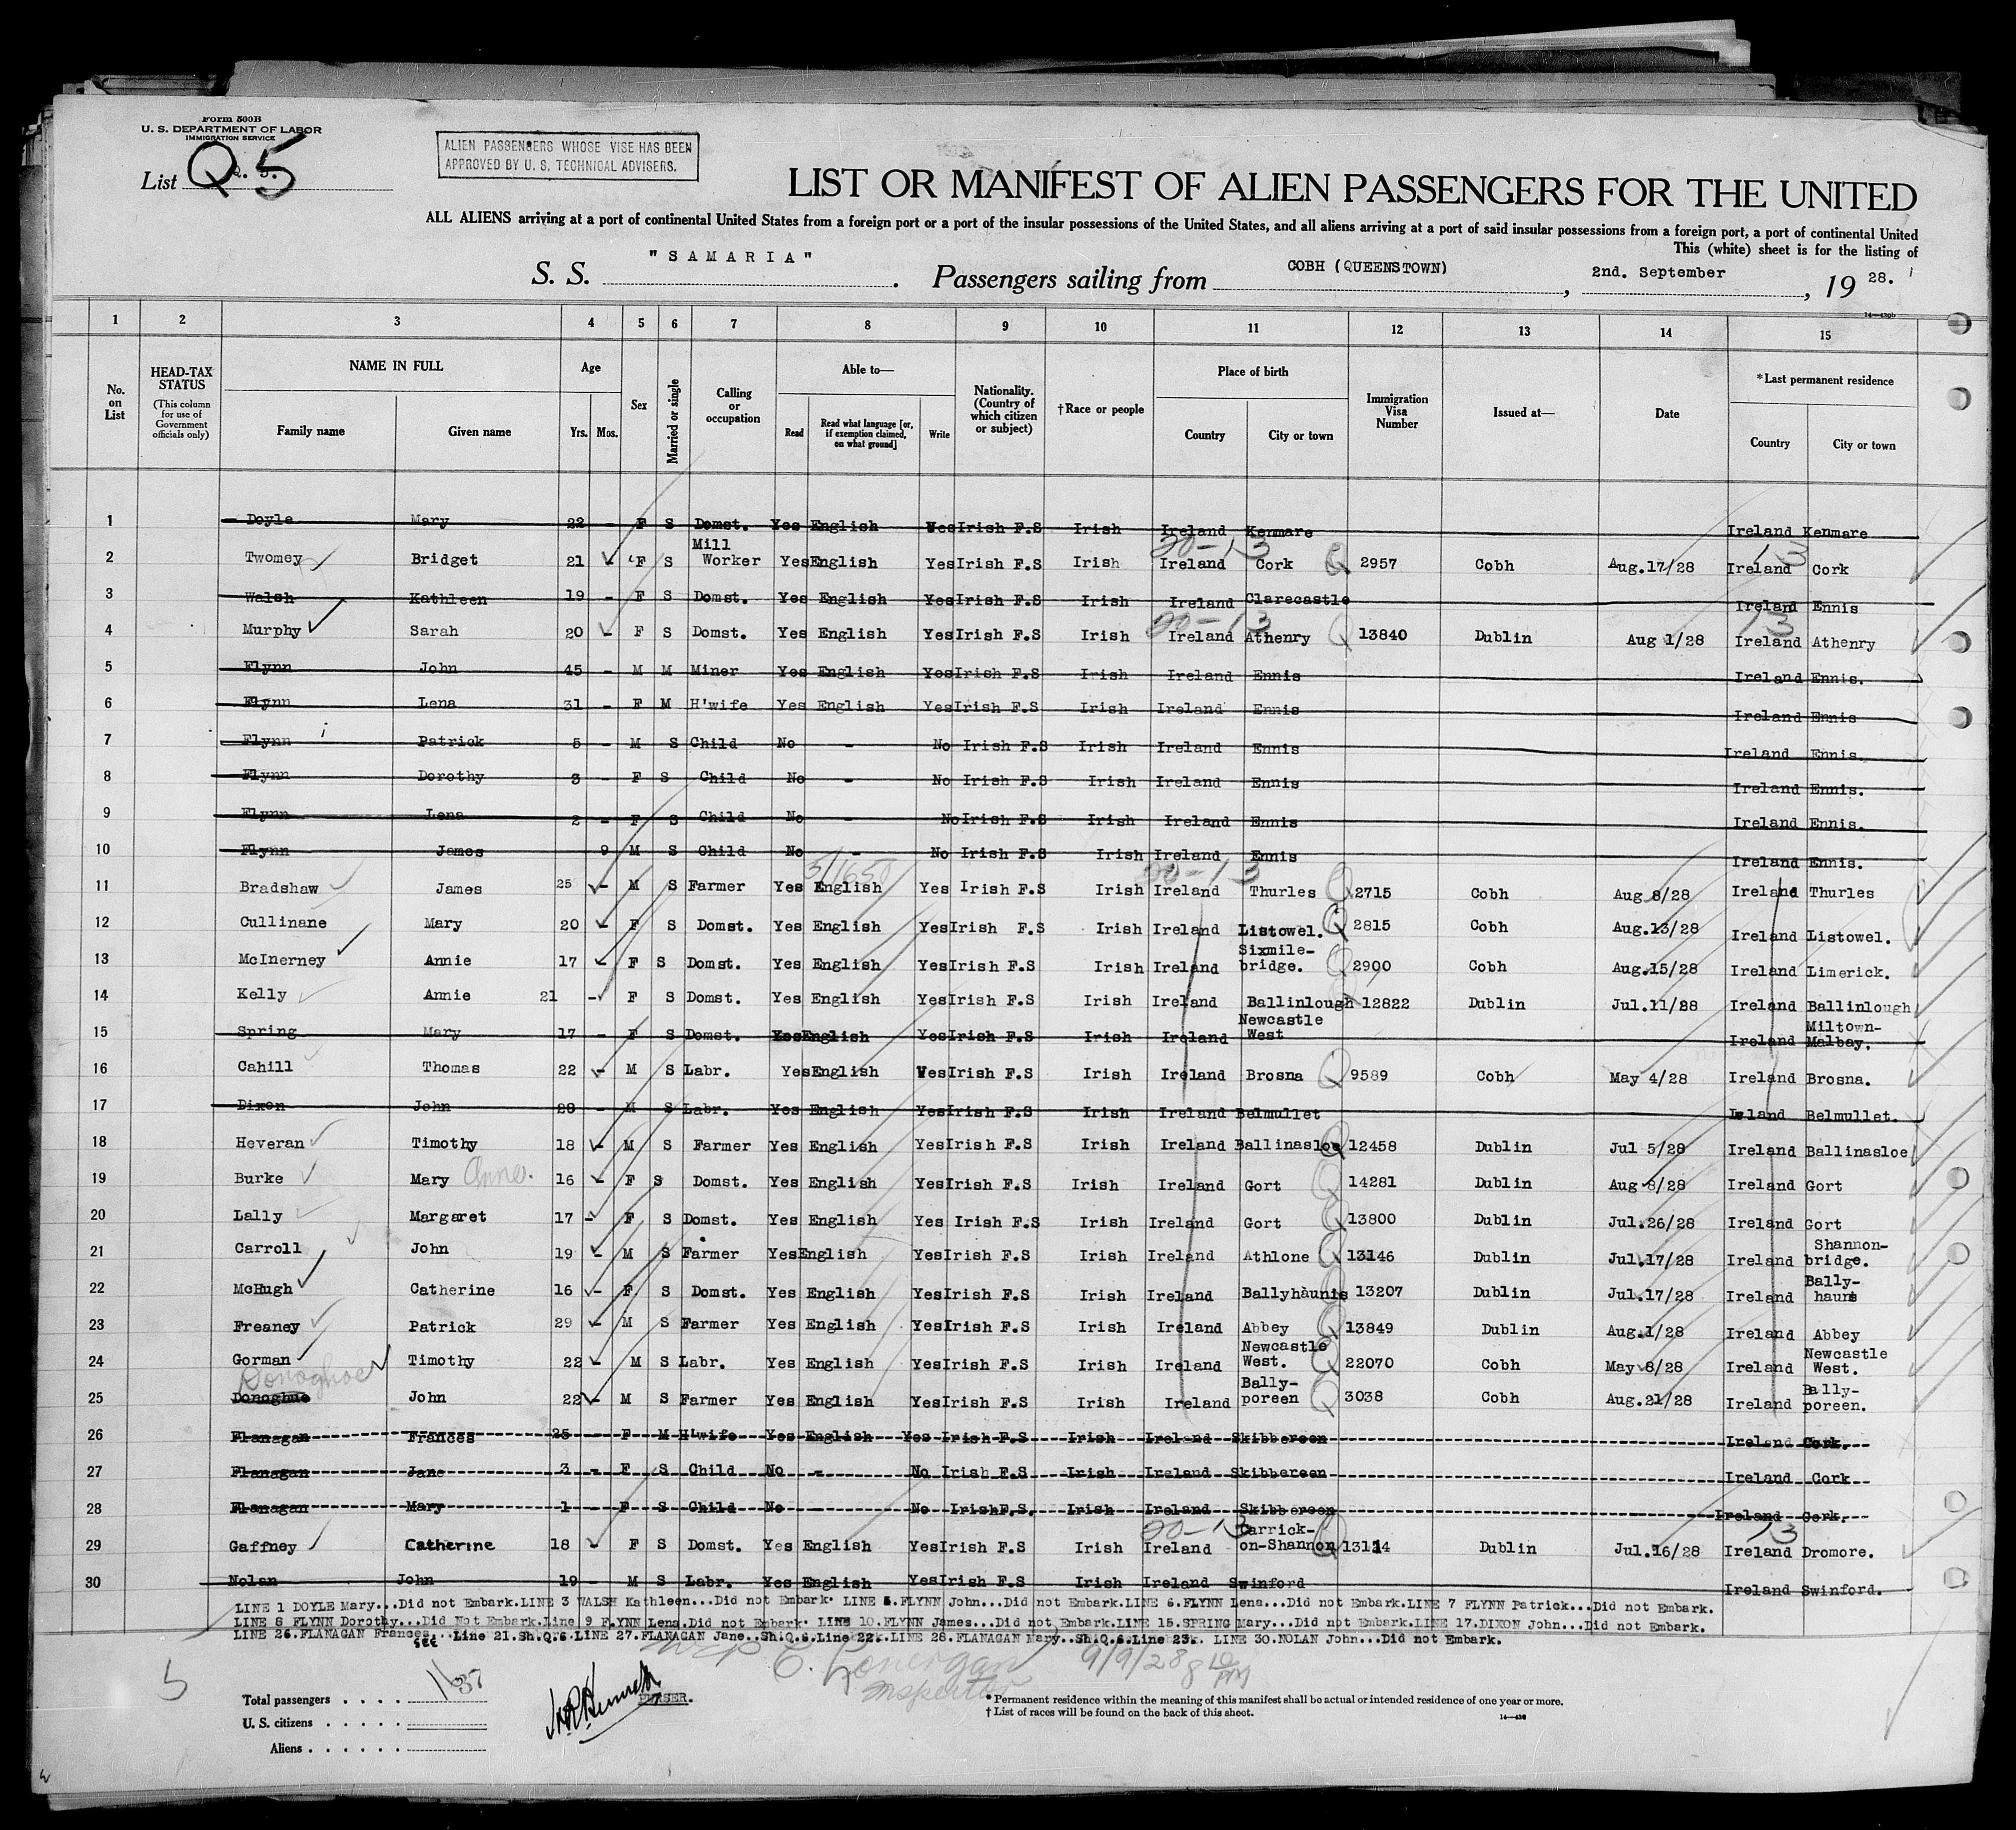 Form 500B
U. S. DEPARTMENT OF LABOR
IMMIGRATION SERVICE
List Q. 5. Q5
ALIEN PASSENGERS WHOSE VISE HAS BEEN
APPROVED BY U. S. TECHNICAL ADVISERS.
LIST OR MANIFEST OF ALIEN PASSENGERS FOR THE UNITED
ALL ALIENS arriving at a port of continental United States from a foreign port or a port of the insular possessions of the United States, and all aliens arriving at a port of said insular possessions from a foreign port, a port of continental United
This (white) sheet is for the listing of
S. S. "SAMARIA". Passengers sailing from COBH (QUEENSTOWN), 2nd. September, 1928.
14—430b
1 2 3 4 5 6 7 8 9 10 11 12 13 14 15
No. on List
HEAD-TAX STATUS (This column for use of Government officials only)
NAME IN FULL Family name Given name
Age Yrs. Mos.
Sex
Married or single
Calling or occupation
Able to— Read Read what language [or, if exemption claimed, on what ground] Write
Nationality. (Country of which citizen or subject)
†Race or people
Place of birth Country City or town
Immigration Visa Number
Issued at—
Date
*Last permanent residence Country City or town
1 Doyle Mary 22 - F S Domst. Yes English Yes Irish F.S Irish Ireland Kenmare Ireland Kenmare
20-13 13
2 Twomey Bridget 21 F S Mill Worker Yes English Yes Irish F.S Irish Ireland Cork Q 2957 Cobh Aug.17/28 Ireland Cork
3 Walsh Kathleen 19 - F S Domst. Yes English Yes Irish F.S Irish Ireland Clarecastle Ireland Ennis
20-13 13
4 Murphy Sarah 20 - F S Domst. Yes English Yes Irish F.S Irish Ireland Athenry Q 13840 Dublin Aug 1/28 Ireland Athenry
5 Flynn John 45 - M M Miner Yes English Yes Irish F.S Irish Ireland Ennis Ireland Ennis.
6 Flynn Lena 31 - F M H'wife Yes English Yes Irish F.S Irish Ireland Ennis Ireland Ennis
7 Flynn Patrick 5 - M S Child No - No Irish F.S Irish Ireland Ennis Ireland Ennis.
8 Flynn Dorothy 3 - F S Child No - No Irish F.S Irish Ireland Ennis Ireland Ennis.
9 Flynn Lena 2 - F S Child No - No Irish F.S Irish Ireland Ennis Ireland Ennis.
10 Flynn James 9 M S Child No - No Irish F.S Irish Ireland Ennis Ireland Ennis.
20-13
11 Bradshaw James 25 - M S Farmer Yes English Yes Irish F.S Irish Ireland Thurles Q 2715 Cobh Aug 8/28 Ireland Thurles
12 Cullinane Mary 20 - F S Domst. Yes English Yes Irish F.S Irish Ireland Listowel. Q 2815 Cobh Aug.13/28 Ireland Listowel.
13 McInerney Annie 17 - F S Domst. Yes English Yes Irish F.S Irish Ireland Sixmile-bridge. Q 2900 Cobh Aug.15/28 Ireland Limerick.
14 Kelly Annie 21 - F S Domst. Yes English Yes Irish F.S Irish Ireland Ballinlough 12822 Dublin Jul.11/28 Ireland Ballinlough
15 Spring Mary 17 - F S Domst. Yes English Yes Irish F.S Irish Ireland Newcastle West Ireland Miltown-Malbay.
16 Cahill Thomas 22 - M S Labr. Yes English Yes Irish F.S Irish Ireland Brosna Q 9589 Cobh May 4/28 Ireland Brosna.
17 Dixon John 28 - M S Labr. Yes English Yes Irish F.S Irish Ireland Belmullet Ireland Belmullet.
18 Heveran Timothy 18 - M S Farmer Yes English Yes Irish F.S Irish Ireland Ballinasloe Q 12458 Dublin Jul 5/28 Ireland Ballinasloe
19 Burke Mary Anne. 16 - F S Domst. Yes English Yes Irish F.S Irish Ireland Gort Q 14281 Dublin Aug 8/28 Ireland Gort
20 Lally Margaret 17 - F S Domst. Yes English Yes Irish F.S Irish Ireland Gort Q 13800 Dublin Jul.26/28 Ireland Gort
21 Carroll John 19 - M S Farmer Yes English Yes Irish F.S Irish Ireland Athlone Q 13146 Dublin Jul.17/28 Ireland Shannon-bridge.
22 McHugh Catherine 16 - F S Domst. Yes English Yes Irish F.S Irish Ireland Ballyhaunis 13207 Dublin Jul.17/28 Ireland Bally-haunis
23 Freaney Patrick 29 - M S Farmer Yes English Yes Irish F.S Irish Ireland Abbey Q 13849 Dublin Aug.1/28 Ireland Abbey
24 Gorman Timothy 22 - M S Labr. Yes English Yes Irish F.S Irish Ireland Newcastle West. Q 22070 Cobh May 8/28 Ireland Newcastle West.
Donoghoe
25 Donoghue John 22 - M S Farmer Yes English Yes Irish F.S Irish Ireland Bally-poreen Q 3038 Cobh Aug.21/28 Ireland Bally-poreen.
26 Flanagan Frances 25 - F M H'wife Yes English Yes Irish F.S Irish Ireland Skibbereen Ireland Cork.
27 Flanagan Jane 3 - F S Child No - No Irish F.S Irish Ireland Skibbereen Ireland Cork
28 Flanagan Mary 1 - F S Child No No Irish F.S. Irish Ireland Skibbereen Ireland Cork.
20-13 13
29 Gaffney Catherine 18 - F S Domst. Yes English Yes Irish F.S Irish Ireland Carrick-on-Shannon Q 13124 Dublin Jul.16/28 Ireland Dromore.
30 Nolan John 19 - M S Labr. Yes English Yes Irish F.S Irish Ireland Swinford Ireland Swinford.
LINE 1 DOYLE Mary...Did not Embark.LINE 3 WALSH Kathleen...Did not Embark. LINE 5.FLYNN John...Did not Embark.LINE 6.FLYNN Lena...Did not Embark.LINE 7 FLYNN Patrick...Did not Embark.
LINE 8 FLYNN Dorothy...Did Not Embark.Line 9 FLYNN Lena.Did not Embark. LINE 10.FLYNN James...Did not Embark.LINE 15.SPRING Mary...Did not Embark.LINE 17.DIXON John...Did not Embark.
LINE 26.FLANAGAN Frances. see Line 21.Sh.Q.6.LINE 27.FLANAGAN Jane..Sh.Q.6.Line 22..LINE 28.FLANAGAN Mary..Sh.Q.6.Line 23. LINE 30.NOLAN John...Did not Embark.
5
Inspector 9/9/28 8 10 PM
Total passengers . . . .
U. S. citizens . . . . .
Aliens . . . . . .
PURSER.
* Permanent residence within the meaning of this manifest shall be actual or intended residence of one year or more.
† List of races will be found on the back of this sheet.
14—430